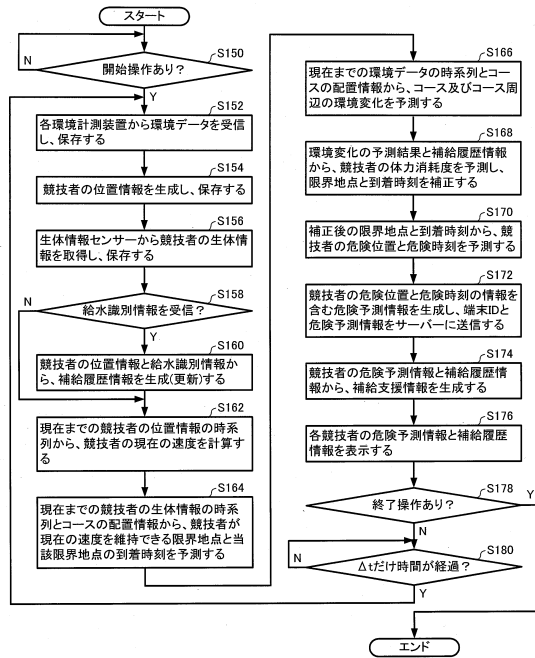 スタート
N
S150
開始操作あり？
Y
S152
各環境計測装置から環境データを受信
し、保存する
S154
競技者の位置情報を生成し、保存する
S156
生体情報センサーから競技者の生体情
報を取得し、保存する
S158
N
給水識別情報を受信？
Y
S160
競技者の位置情報と給水識別情報か
ら、補給履歴情報を生成(更新)する
S162
現在までの競技者の位置情報の時系
列から、競技者の現在の速度を計算す
る
S164
現在までの競技者の生体情報の時系
列とコースの配置情報から、競技者が
現在の速度を維持できる限界地点と当
該限界地点の到着時刻を予測する
S166
現在までの環境データの時系列とコー
スの配置情報から、コース及びコース周
辺の環境変化を予測する
S168
環境変化の予測結果と補給履歴情報
から、競技者の体力消耗度を予測し、
限界地点と到着時刻を補正する
S170
補正後の限界地点と到着時刻から、競
技者の危険位置と危険時刻を予測する
S172
競技者の危険位置と危険時刻の情報を
含む危険予測情報を生成し、端末IDと
危険予測情報をサーバーに送信する
S174
競技者の危険予測情報と補給履歴情
報から、補給支援情報を生成する
S176
各競技者の危険予測情報と補給履歴
情報を表示する
S178
終了操作あり？
Y
N
S180
N
Δtだけ時間が経過？
Y
エンド